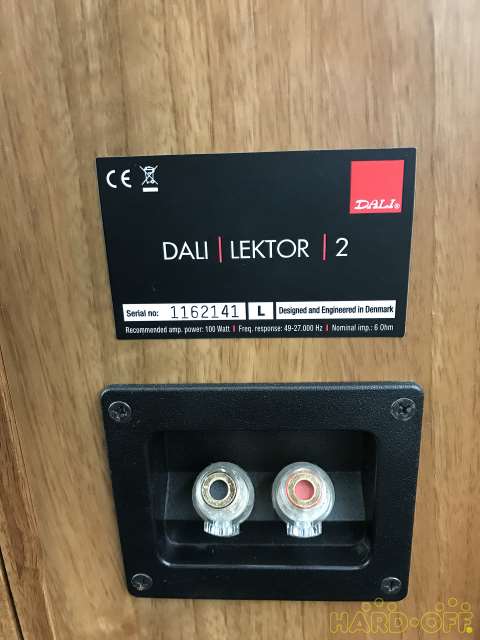 CE
DALI®
DALI | LEKTOR | 2
Serial no: 1162141 L Designed and Engineered in Denmark
Recommended amp. power: 100 Watt | Freq. response: 49-27.000 Hz | Nominal imp.: 6 Ohm
HARD·OFF